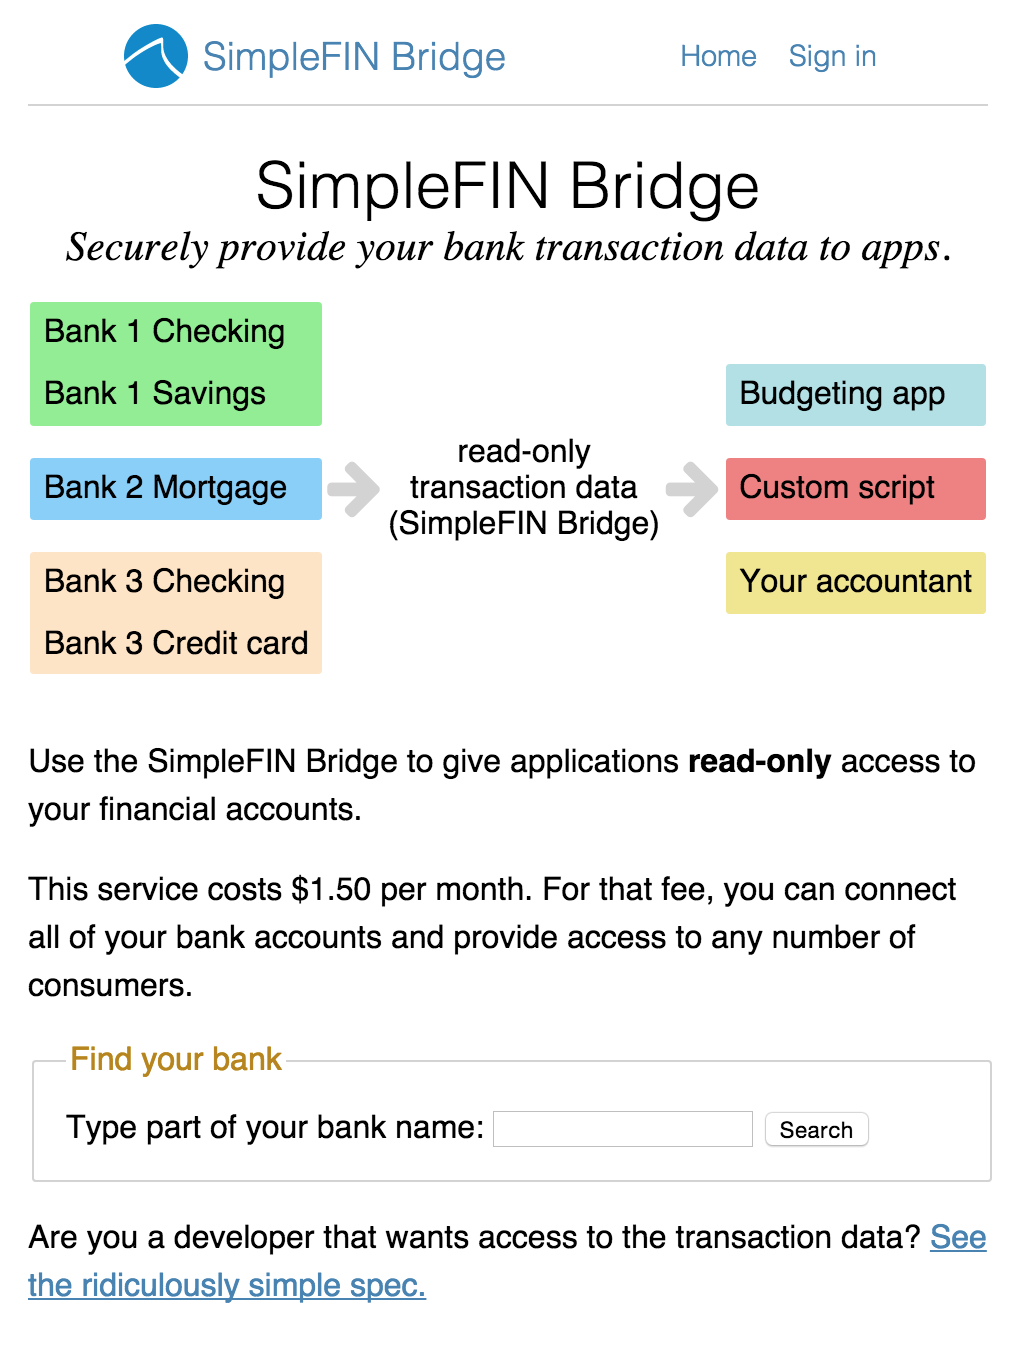 SimpleFIN Bridge
Home
Sign in
SimpleFIN Bridge
Securely provide your bank transaction data to apps.
Bank 1 Checking
Bank 1 Savings
Bank 2 Mortgage
Bank 3 Checking
Bank 3 Credit card
read-only
transaction data
(SimpleFIN Bridge)
Budgeting app
Custom script
Your accountant
Use the SimpleFIN Bridge to give applications read-only access to
your financial accounts.
This service costs $1.50 per month. For that fee, you can connect
all of your bank accounts and provide access to any number of
consumers.
Find your bank
Type part of your bank name:
Search
Are you a developer that wants access to the transaction data? See
the ridiculously simple spec.